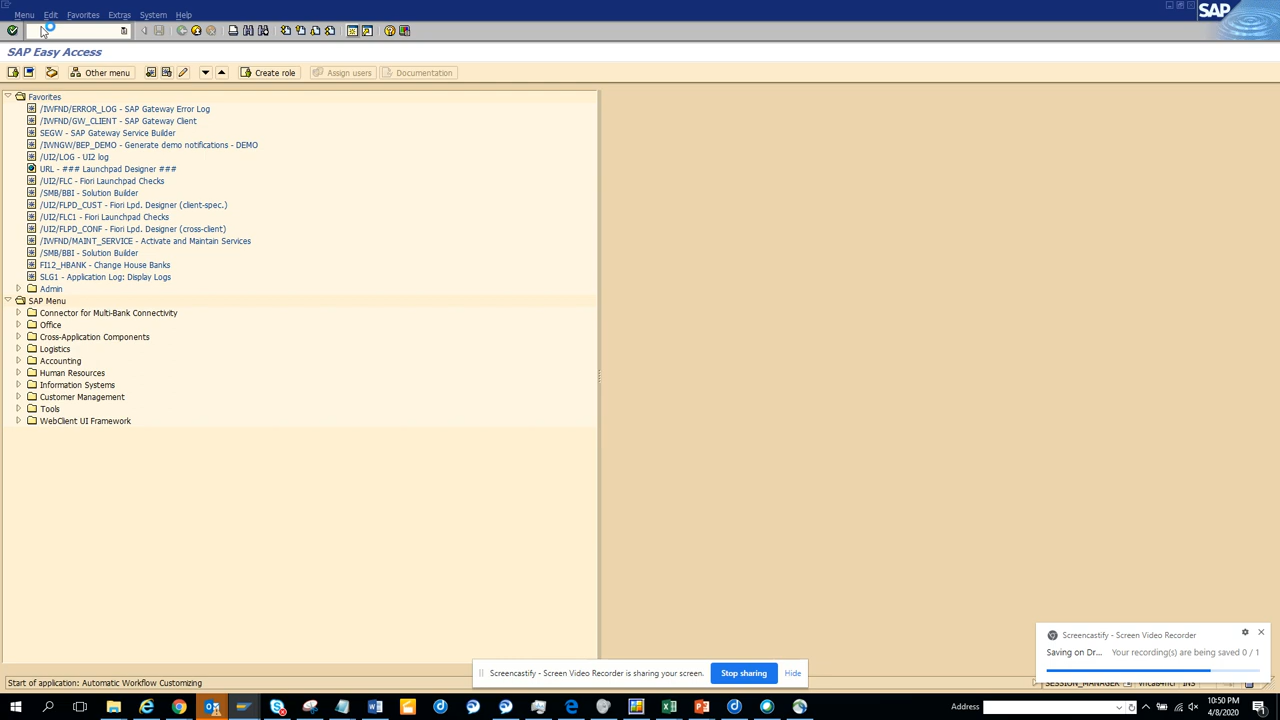 Menu Edit Favorites Extras System Help
SAP
SAP Easy Access
Other menu Create role Assign users Documentation
Favorites
/IWFND/ERROR_LOG - SAP Gateway Error Log
/IWFND/GW_CLIENT - SAP Gateway Client
SEGW - SAP Gateway Service Builder
/IWNGW/BEP_DEMO - Generate demo notifications - DEMO
/UI2/LOG - UI2 log
URL - ### Launchpad Designer ###
/UI2/FLC - Fiori Launchpad Checks
/SMB/BBI - Solution Builder
/UI2/FLPD_CUST - Fiori Lpd. Designer (client-spec.)
/UI2/FLC1 - Fiori Launchpad Checks
/UI2/FLPD_CONF - Fiori Lpd. Designer (cross-client)
/IWFND/MAINT_SERVICE - Activate and Maintain Services
/SMB/BBI - Solution Builder
FI12_HBANK - Change House Banks
SLG1 - Application Log: Display Logs
Admin
SAP Menu
Connector for Multi-Bank Connectivity
Office
Cross-Application Components
Logistics
Accounting
Human Resources
Information Systems
Customer Management
Tools
WebClient UI Framework
Screencastify - Screen Video Recorder
Saving on Dr... Your recording(s) are being saved 0 / 1
Screencastify - Screen Video Recorder is sharing your screen. Stop sharing Hide
Start of application: Automatic Workflow Customizing
SESSION_MANAGER INS
Address
10:50 PM
4/8/2020